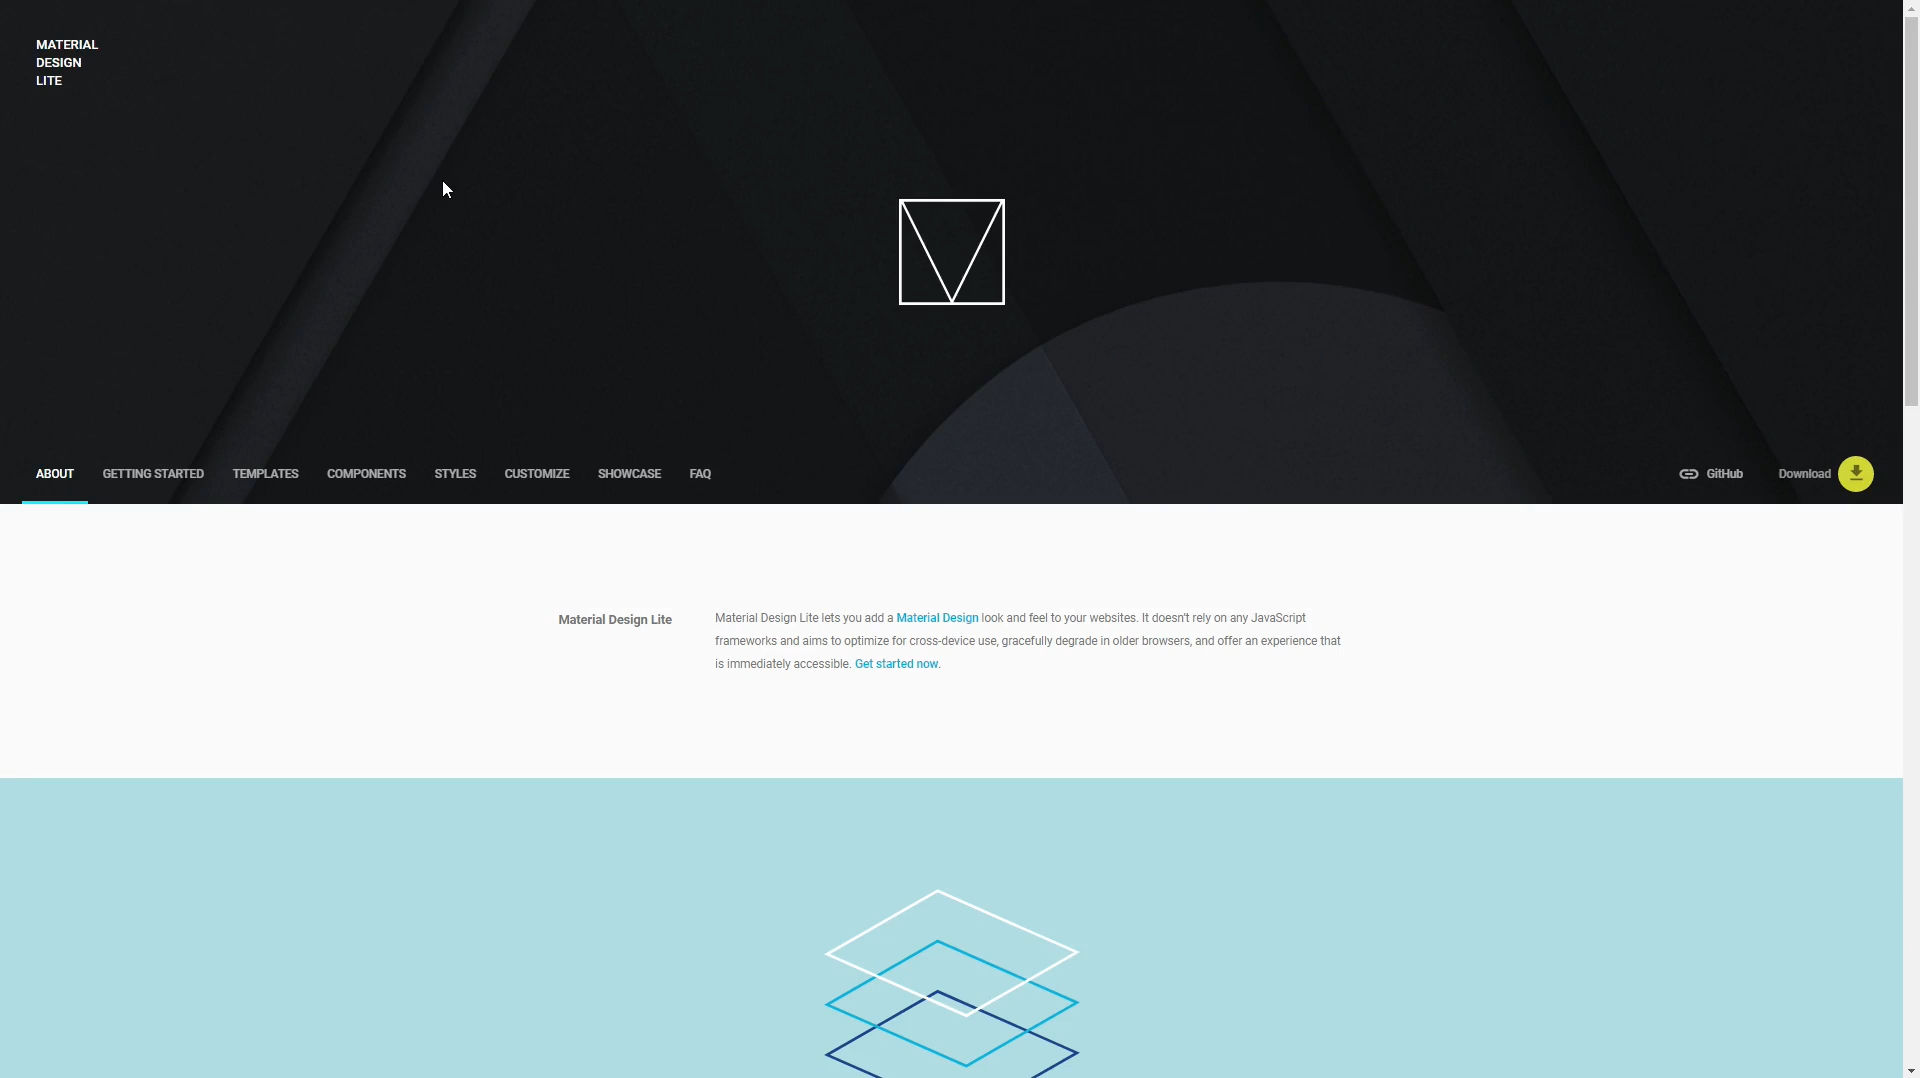 MATERIAL
DESIGN
LITE
ABOUT GETTING STARTED TEMPLATES COMPONENTS STYLES CUSTOMIZE SHOWCASE FAQ GitHub Download
Material Design Lite
Material Design Lite lets you add a Material Design look and feel to your websites. It doesn't rely on any JavaScript
frameworks and aims to optimize for cross-device use, gracefully degrade in older browsers, and offer an experience that
is immediately accessible. Get started now.